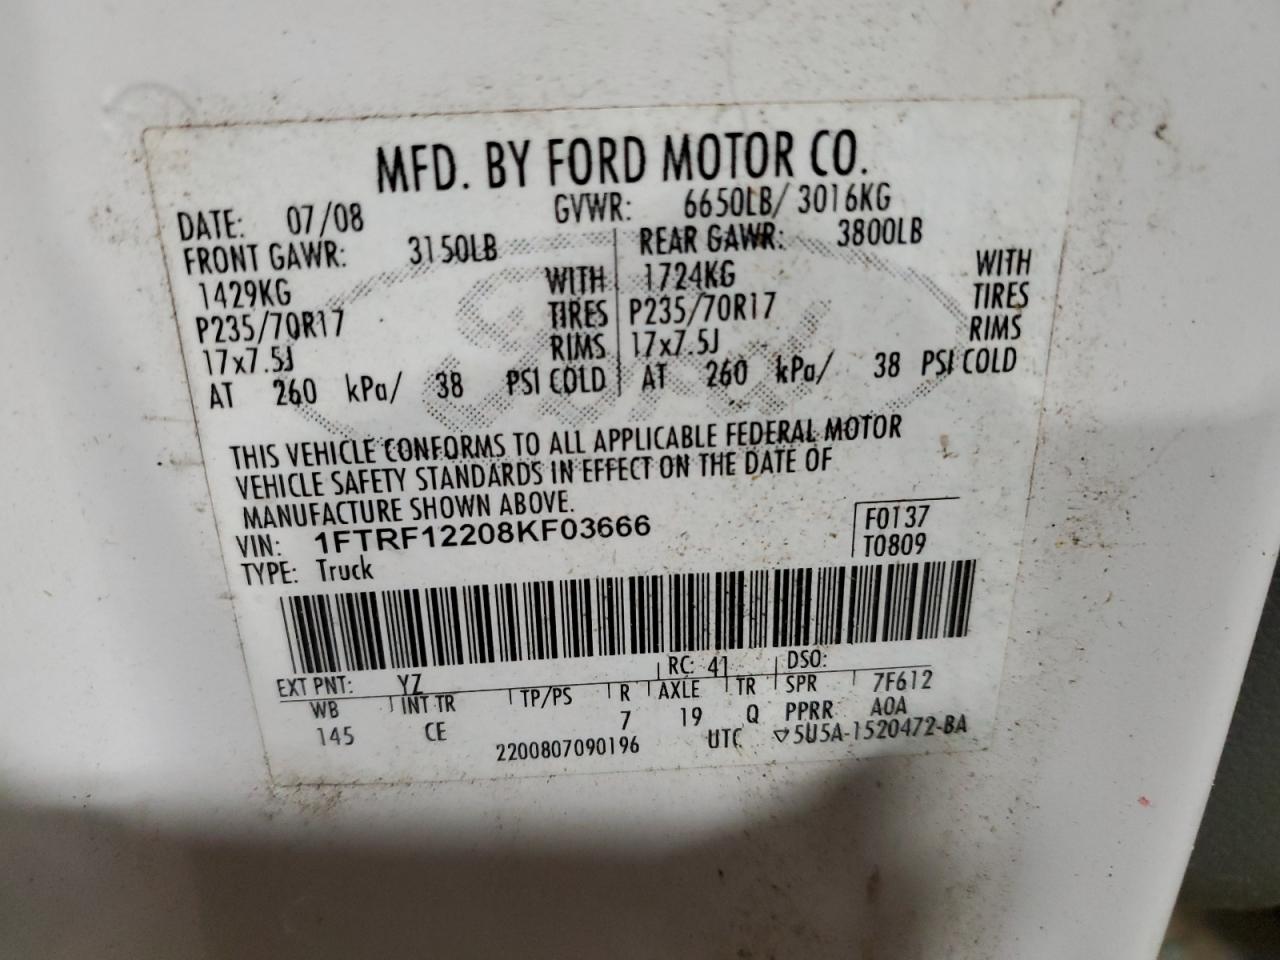 MFD. BY FORD MOTOR CO.
DATE: 07/08 GVWR: 6650LB/ 3016KG
FRONT GAWR: 3150LB REAR GAWR: 3800LB
1429KG WITH 1724KG WITH
P235/70R17 TIRES P235/70R17 TIRES
17x7.5J RIMS 17x7.5J RIMS
AT 260 kPa/ 38 PSI COLD AT 260 kPa/ 38 PSI COLD
THIS VEHICLE CONFORMS TO ALL APPLICABLE FEDERAL MOTOR
VEHICLE SAFETY STANDARDS IN EFFECT ON THE DATE OF
MANUFACTURE SHOWN ABOVE.
VIN: 1FTRF12208KF03666 F0137
TYPE: Truck T0809
EXT PNT: YZ RC: 41 DSO:
WB INT TR TP/PS R AXLE TR SPR 7F612
145 CE 7 19 Q PPRR A0A
2200807090196 UTC ▽5U5A-1520472-BA